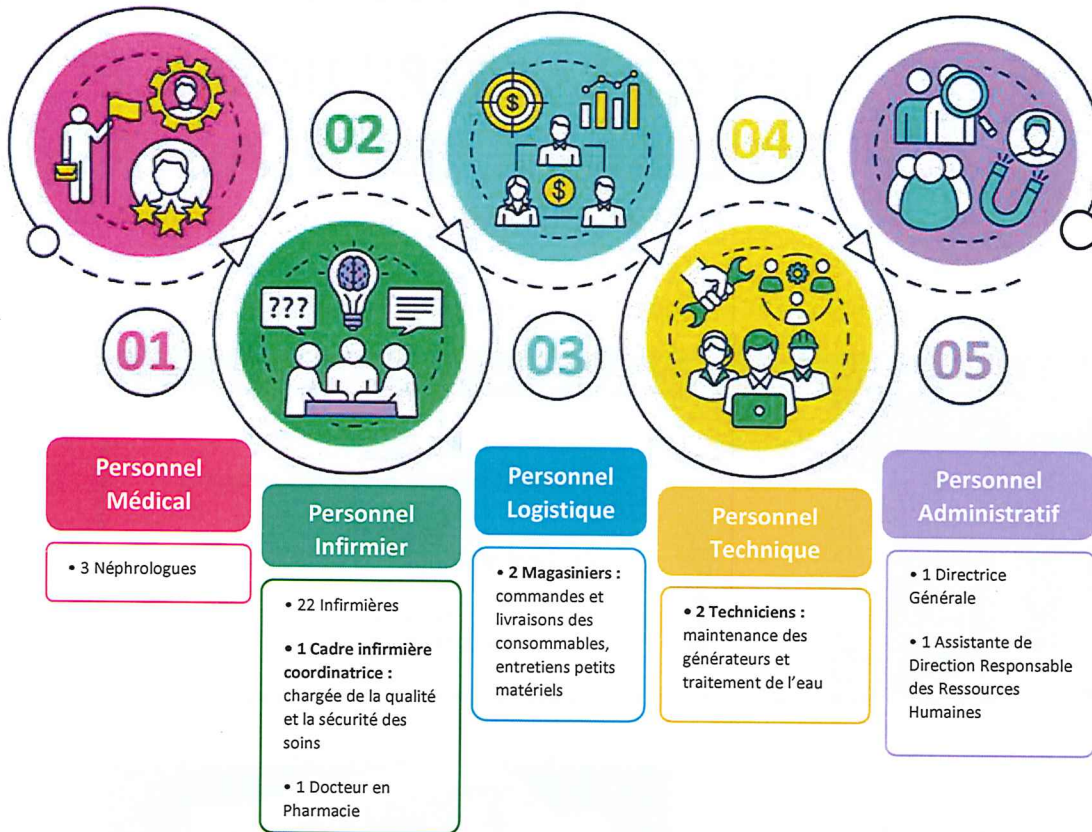 02
04
01
03
05
$
$
???
Personnel
Médical
• 3 Néphrologues
Personnel
Infirmier
• 22 Infirmières
• 1 Cadre infirmière
coordinatrice :
chargée de la qualité
et la sécurité des
soins
• 1 Docteur en
Pharmacie
Personnel
Logistique
• 2 Magasiniers :
commandes et
livraisons des
consommables,
entretiens petits
matériels
Personnel
Technique
• 2 Techniciens :
maintenance des
générateurs et
traitement de l'eau
Personnel
Administratif
• 1 Directrice
Générale
• 1 Assistante de
Direction Responsable
des Ressources
Humaines